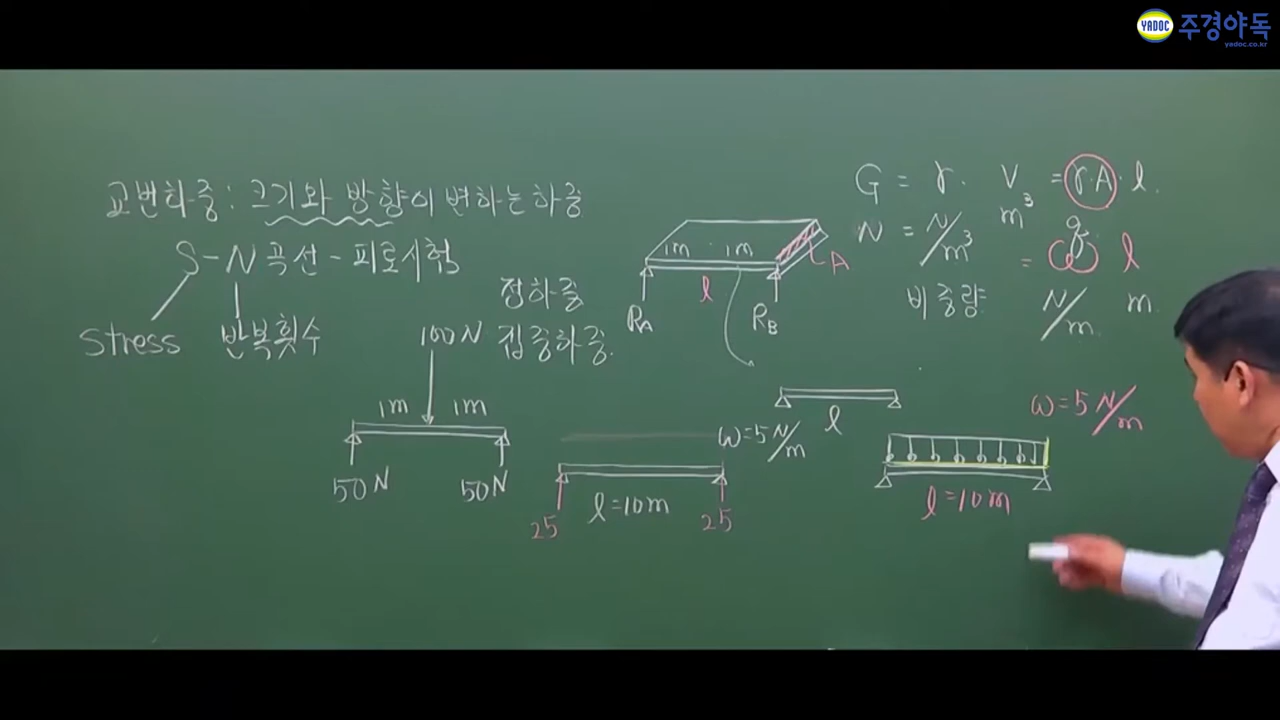 YADOC 주경야독
yadoc.co.kr
교번하중 : 크기와 방향이 변하는 하중
S-N 곡선 - 피로시험
stress 반복횟수
정하중
100N 집중하중.
1m 1m
50N 50N
1m 1m
l A
RA RB
G = γ. V = γ.A . l.
N = N/m³ m³
= l
비중량 N/m. m.
l
ω=5 N/m
l=10m
25 25
ω=5 N/m
l=10m